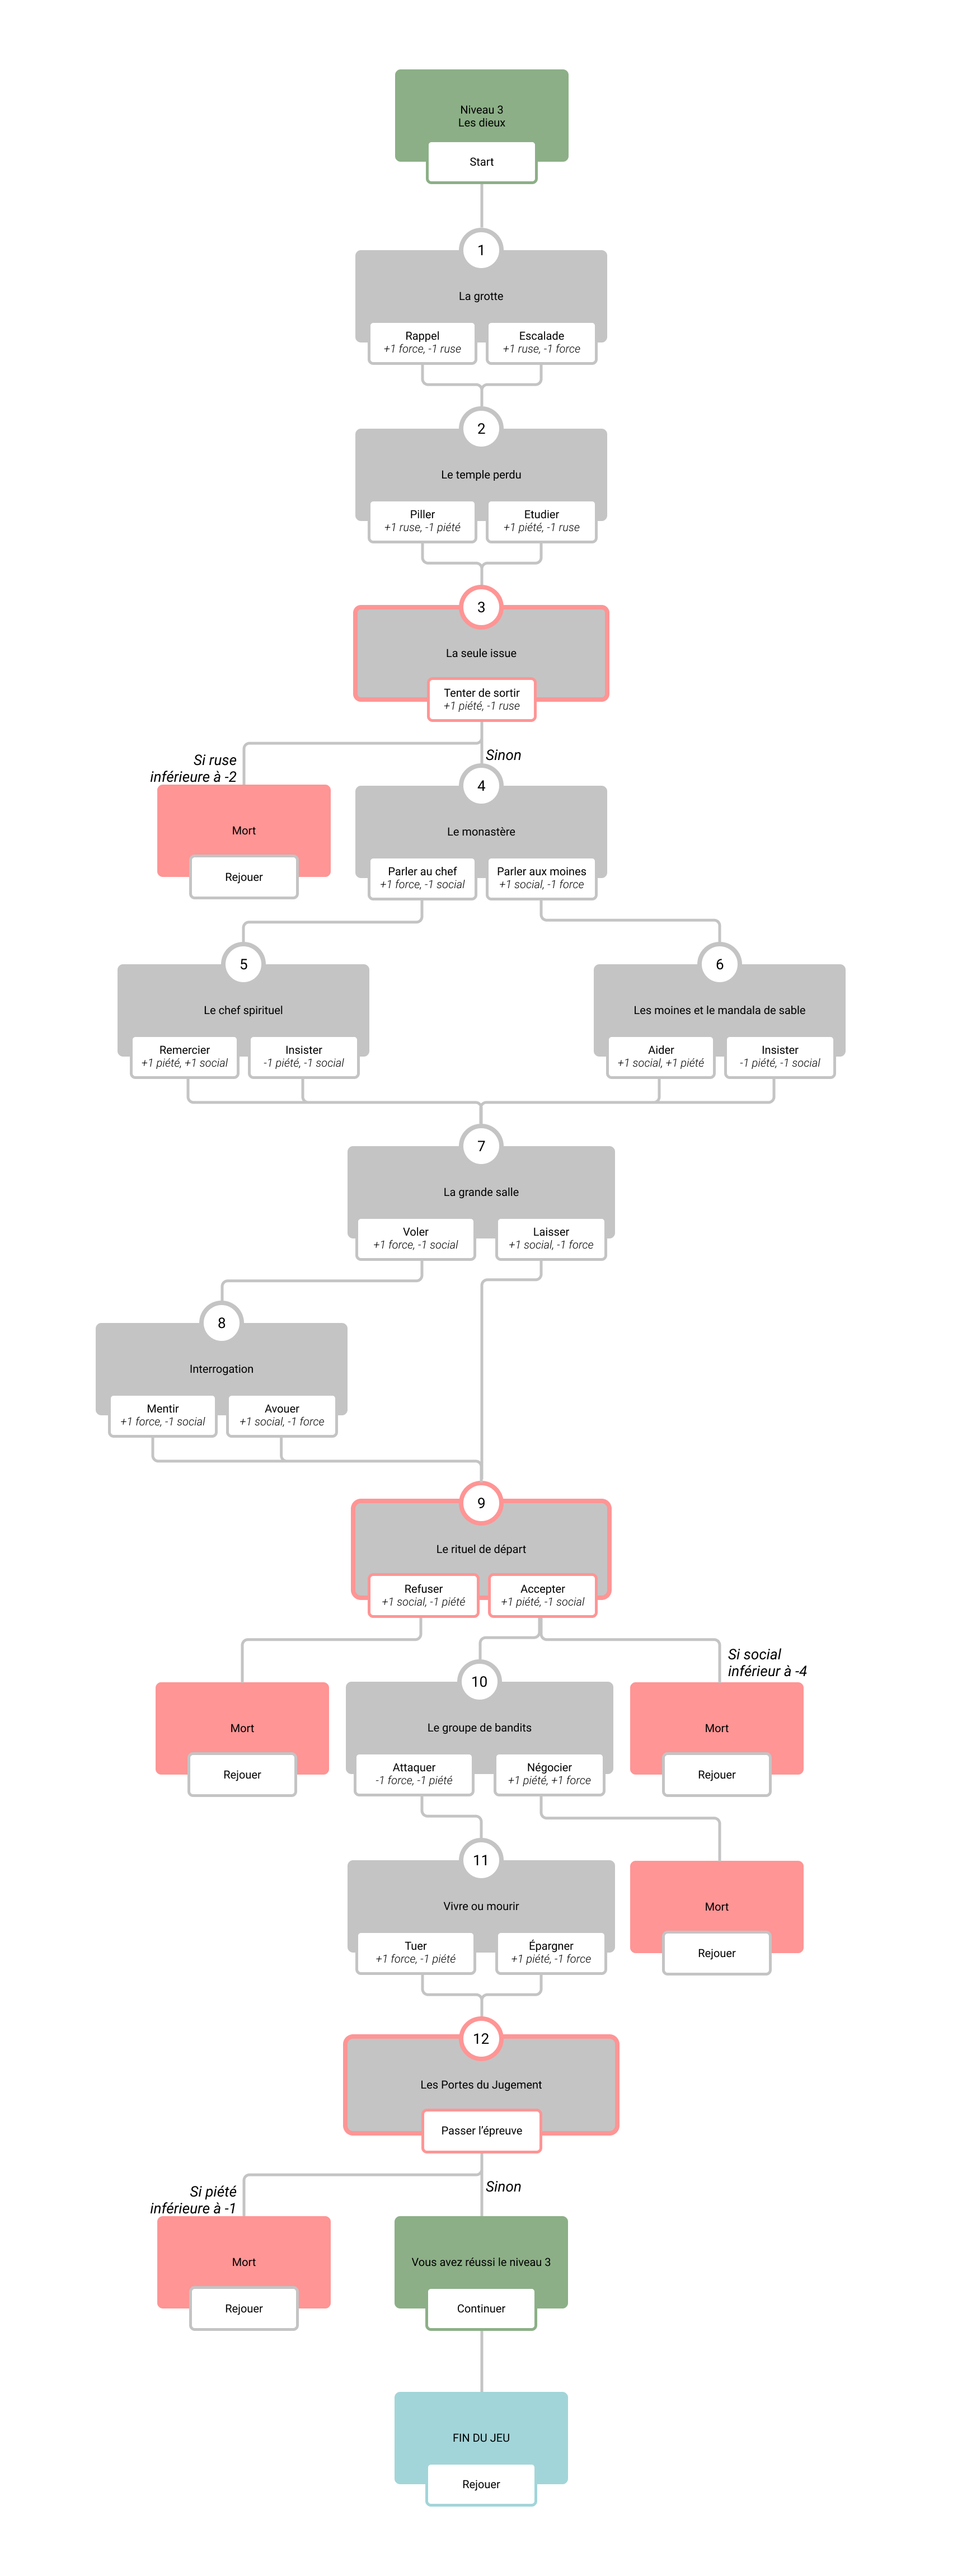 Niveau 3
Les dieux
Start
1
La grotte
Rappel
+1 force, -1 ruse
Escalade
+1 ruse, -1 force
2
Le temple perdu
Piller
+1 ruse, -1 piété
Etudier
+1 piété, -1 ruse
3
La seule issue
Tenter de sortir
+1 piété, -1 ruse
Si ruse
inférieure à -2
Sinon
Mort
Rejouer
4
Le monastère
Parler au chef
+1 force, -1 social
Parler aux moines
+1 social, -1 force
5
Le chef spirituel
Remercier
+1 piété, +1 social
Insister
-1 piété, -1 social
6
Les moines et le mandala de sable
Aider
+1 social, +1 piété
Insister
-1 piété, -1 social
7
La grande salle
Voler
+1 force, -1 social
Laisser
+1 social, -1 force
8
Interrogation
Mentir
+1 force, -1 social
Avouer
+1 social, -1 force
9
Le rituel de départ
Refuser
+1 social, -1 piété
Accepter
+1 piété, -1 social
Si social
inférieur à -4
Mort
Rejouer
10
Le groupe de bandits
Attaquer
-1 force, -1 piété
Négocier
+1 piété, +1 force
Mort
Rejouer
11
Vivre ou mourir
Tuer
+1 force, -1 piété
Épargner
+1 piété, -1 force
Mort
Rejouer
12
Les Portes du Jugement
Passer l'épreuve
Si piété
inférieure à -1
Sinon
Mort
Rejouer
Vous avez réussi le niveau 3
Continuer
FIN DU JEU
Rejouer